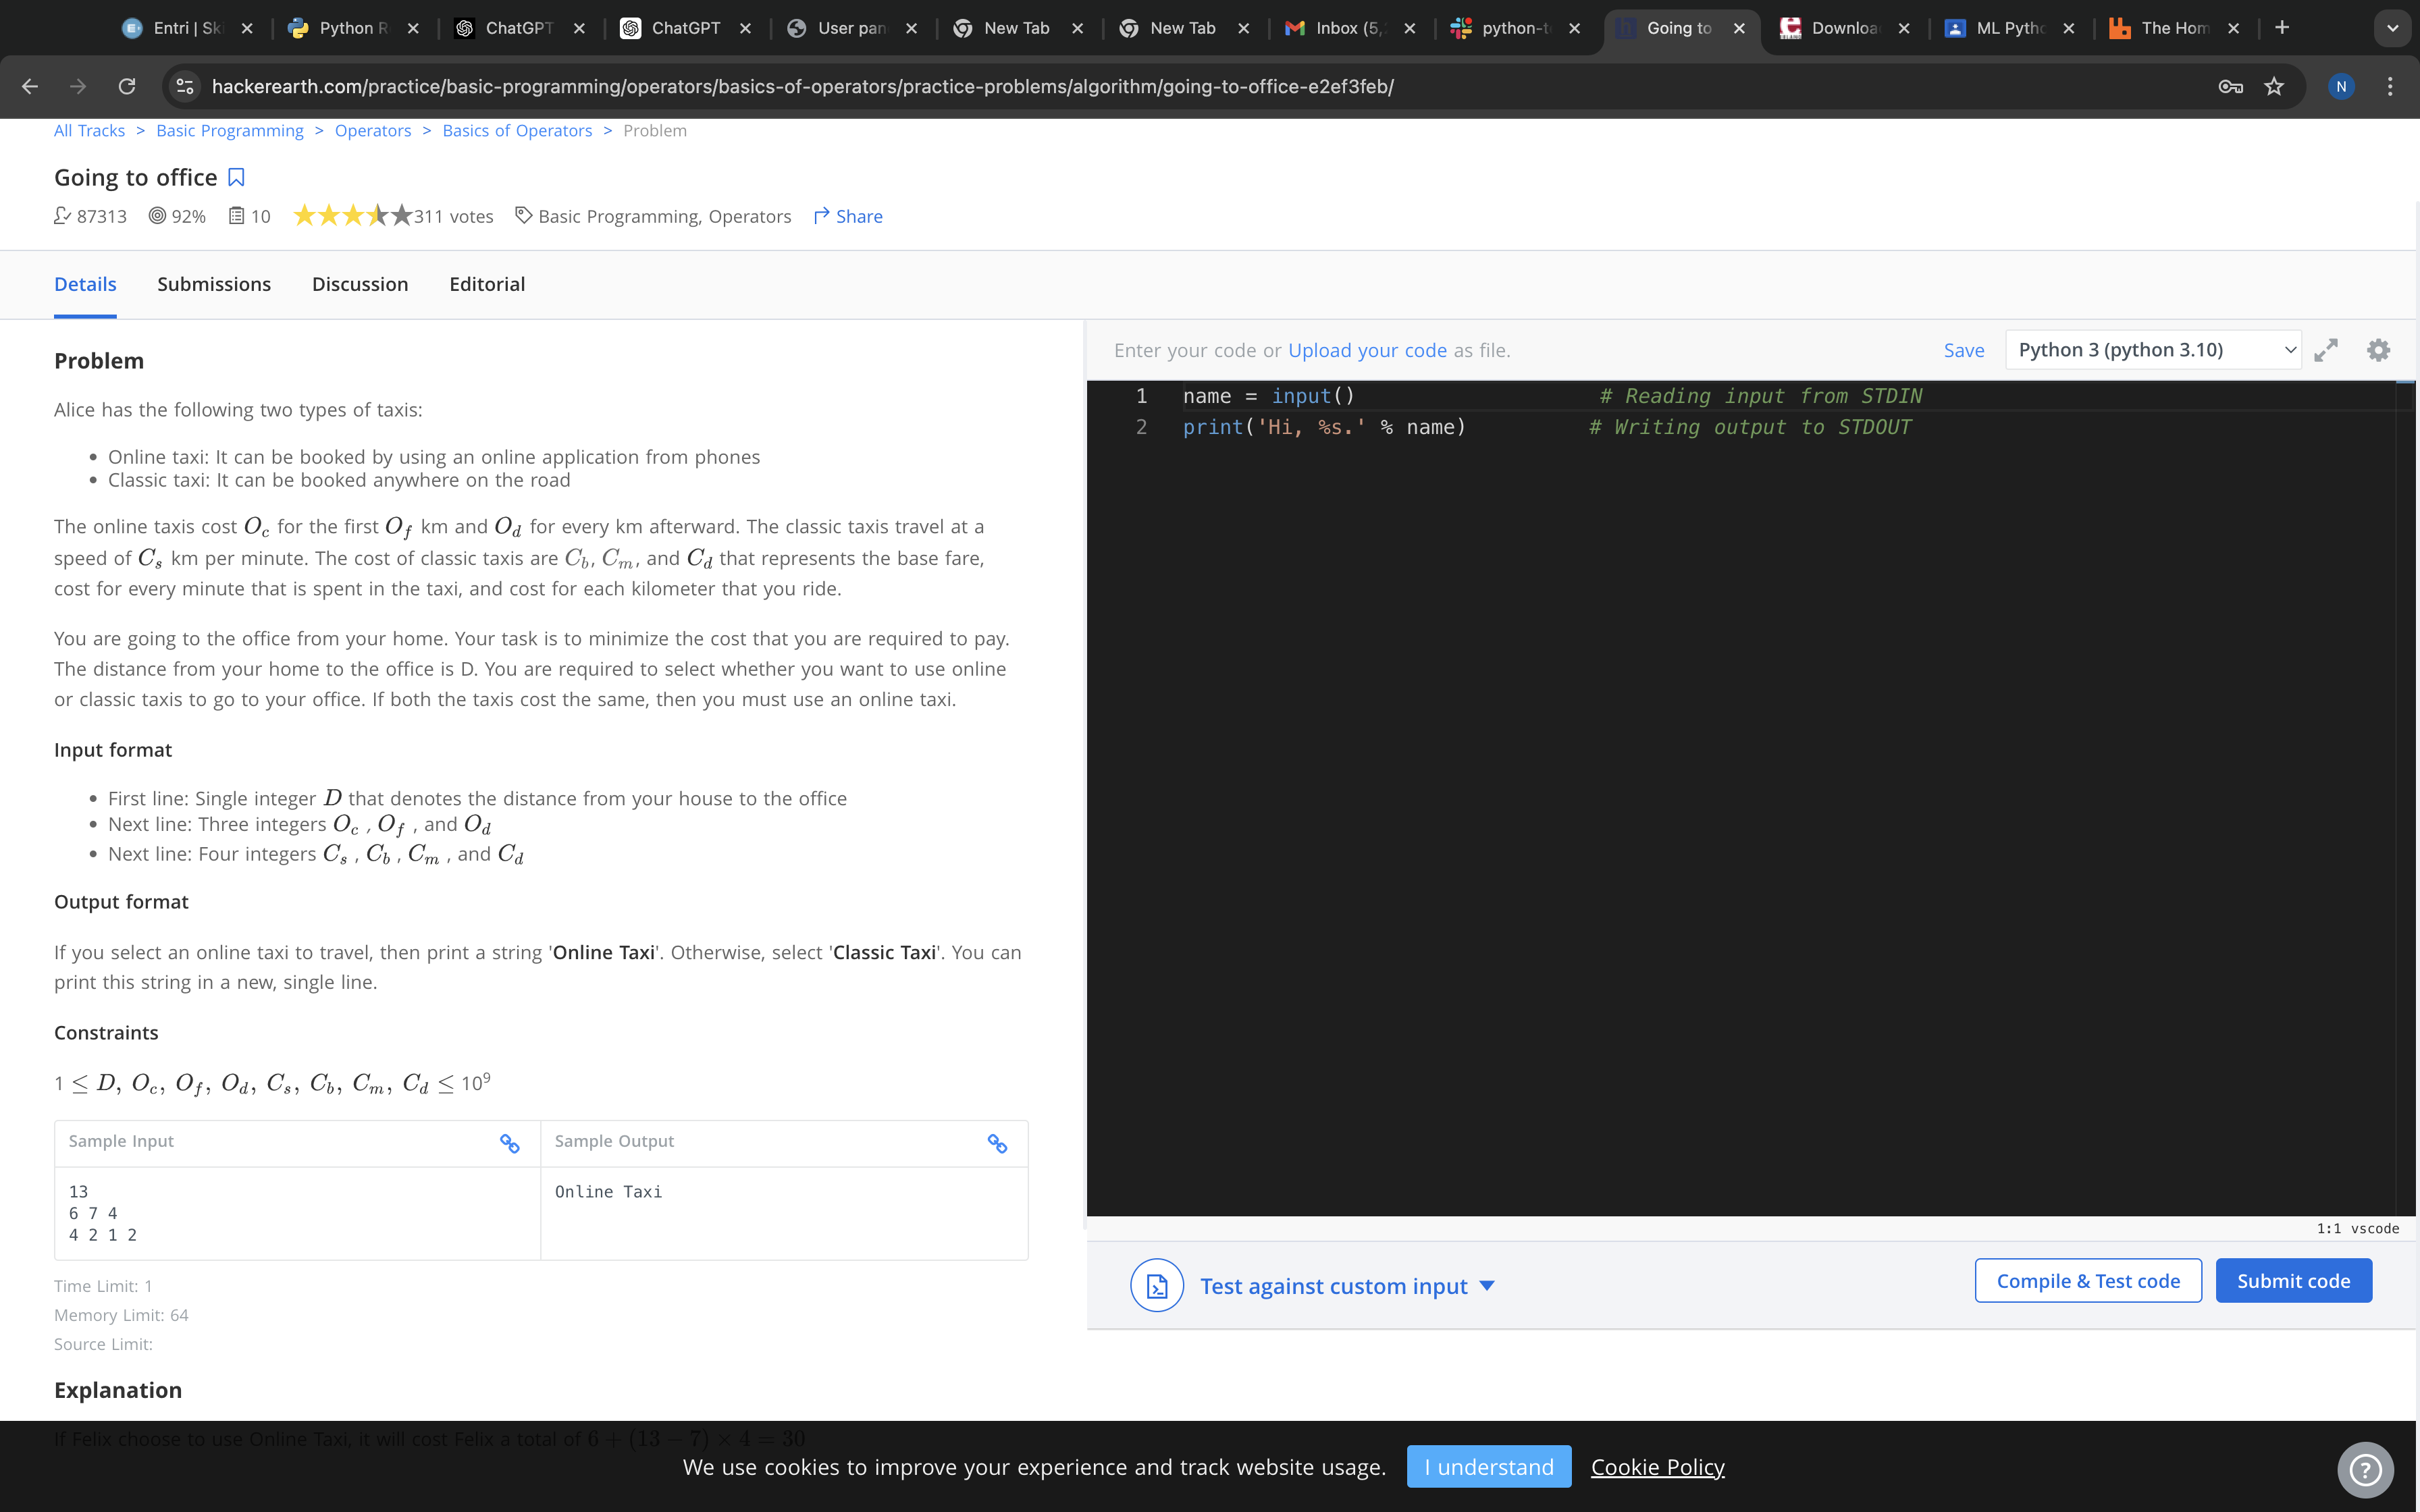 Entri | Sk
Python R
ChatGPT
ChatGPT
User pan
New Tab
New Tab
Inbox (5,
python-t
Going to
Downloa
ML Pytho
The Hom
hackerearth.com/practice/basic-programming/operators/basics-of-operators/practice-problems/algorithm/going-to-office-e2ef3feb/
N
All Tracks > Basic Programming > Operators > Basics of Operators > Problem
Going to office
87313 92% 10 311 votes Basic Programming, Operators Share
Details Submissions Discussion Editorial
Problem
Alice has the following two types of taxis:
• Online taxi: It can be booked by using an online application from phones
• Classic taxi: It can be booked anywhere on the road
The online taxis cost O_c for the first O_f km and O_d for every km afterward. The classic taxis travel at a
speed of C_s km per minute. The cost of classic taxis are C_b, C_m, and C_d that represents the base fare,
cost for every minute that is spent in the taxi, and cost for each kilometer that you ride.
You are going to the office from your home. Your task is to minimize the cost that you are required to pay.
The distance from your home to the office is D. You are required to select whether you want to use online
or classic taxis to go to your office. If both the taxis cost the same, then you must use an online taxi.
Input format
• First line: Single integer D that denotes the distance from your house to the office
• Next line: Three integers O_c , O_f , and O_d
• Next line: Four integers C_s , C_b , C_m , and C_d
Output format
If you select an online taxi to travel, then print a string 'Online Taxi'. Otherwise, select 'Classic Taxi'. You can
print this string in a new, single line.
Constraints
1 ≤ D, O_c, O_f, O_d, C_s, C_b, C_m, C_d ≤ 10^9
Sample Input Sample Output
13 Online Taxi
6 7 4
4 2 1 2
Time Limit: 1
Memory Limit: 64
Source Limit:
Explanation
If Felix choose to use Online Taxi, it will cost Felix a total of 6 + (13 − 7) × 4 = 30
Enter your code or Upload your code as file. Save Python 3 (python 3.10)
1 name = input() # Reading input from STDIN
2 print('Hi, %s.' % name) # Writing output to STDOUT
1:1 vscode
Test against custom input Compile & Test code Submit code
We use cookies to improve your experience and track website usage. I understand Cookie Policy
?